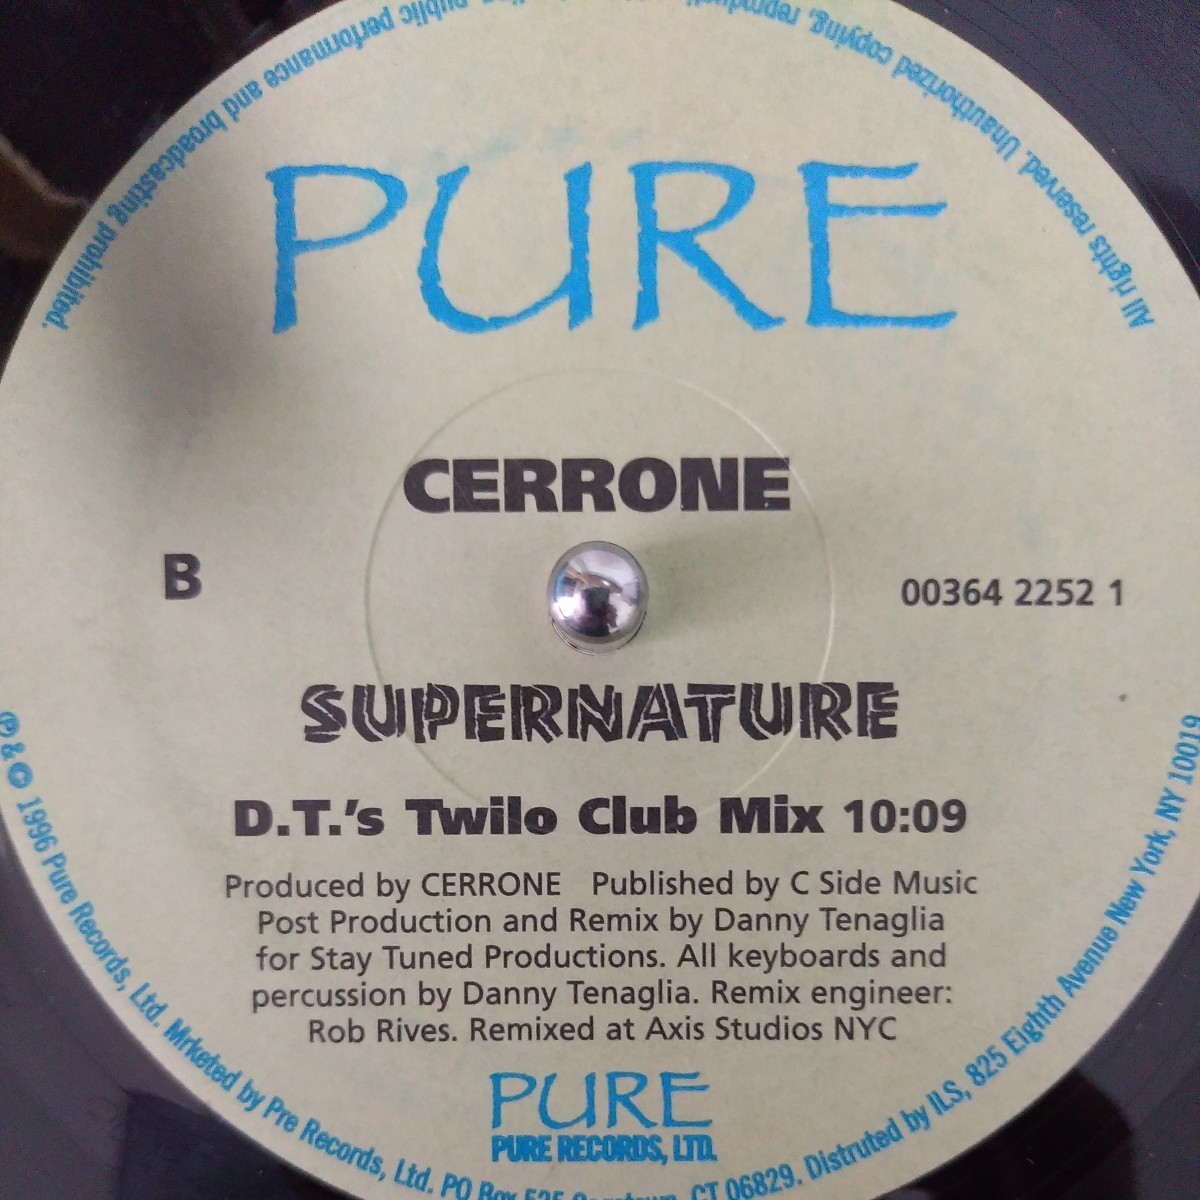 PURE
CERRONE
B
00364 2252 1
SUPERNATURE
D.T.'s Twilo Club Mix 10:09
Produced by CERRONE Published by C Side Music
Post Production and Remix by Danny Tenaglia
for Stay Tuned Productions. All keyboards and
percussion by Danny Tenaglia. Remix engineer:
Rob Rives. Remixed at Axis Studios NYC
PURE
PURE RECORDS, LTD.
℗ & © 1996 Pure Records, Ltd. Mrketed by Pre Records, Ltd. PO Box 525 CT 06829. Distruted by ILS, 825 Eighth Avenue New York, NY 10019
All rights reserved. Unauthorized copying, public performance and broadcasting prohibited.